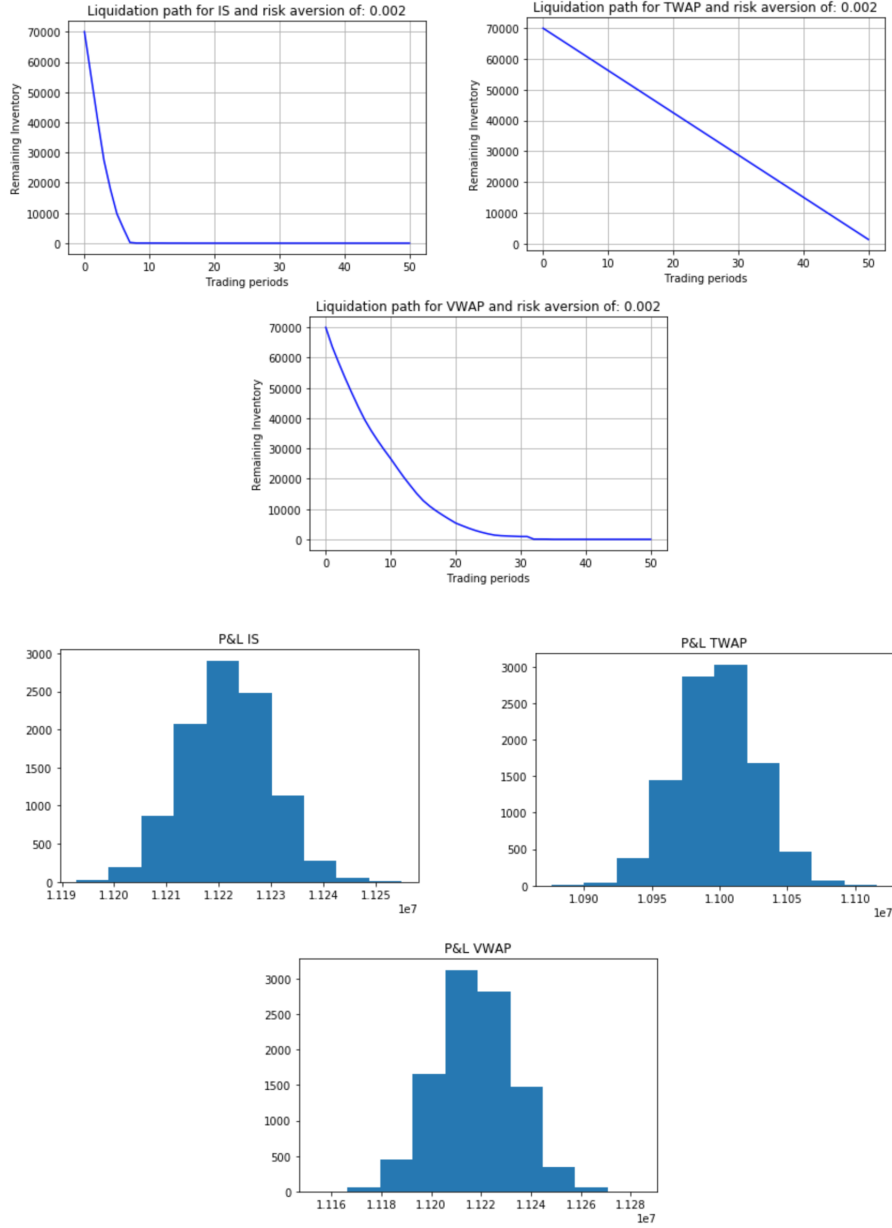 Liquidation path for IS and risk aversion of: 0.002
70000
60000
50000
40000
30000
20000
10000
0
Remaining Inventory
0 10 20 30 40 50
Trading periods
Liquidation path for TWAP and risk aversion of: 0.002
70000
60000
50000
40000
30000
20000
10000
0
Remaining Inventory
0 10 20 30 40 50
Trading periods
Liquidation path for VWAP and risk aversion of: 0.002
70000
60000
50000
40000
30000
20000
10000
0
Remaining Inventory
0 10 20 30 40 50
Trading periods
P&L IS
3000
2500
2000
1500
1000
500
0
1.119 1.120 1.121 1.122 1.123 1.124 1.125
1e7
P&L TWAP
3000
2500
2000
1500
1000
500
0
1.090 1.095 1.100 1.105 1.110
1e7
P&L VWAP
3000
2500
2000
1500
1000
500
0
1.116 1.118 1.120 1.122 1.124 1.126 1.128
1e7